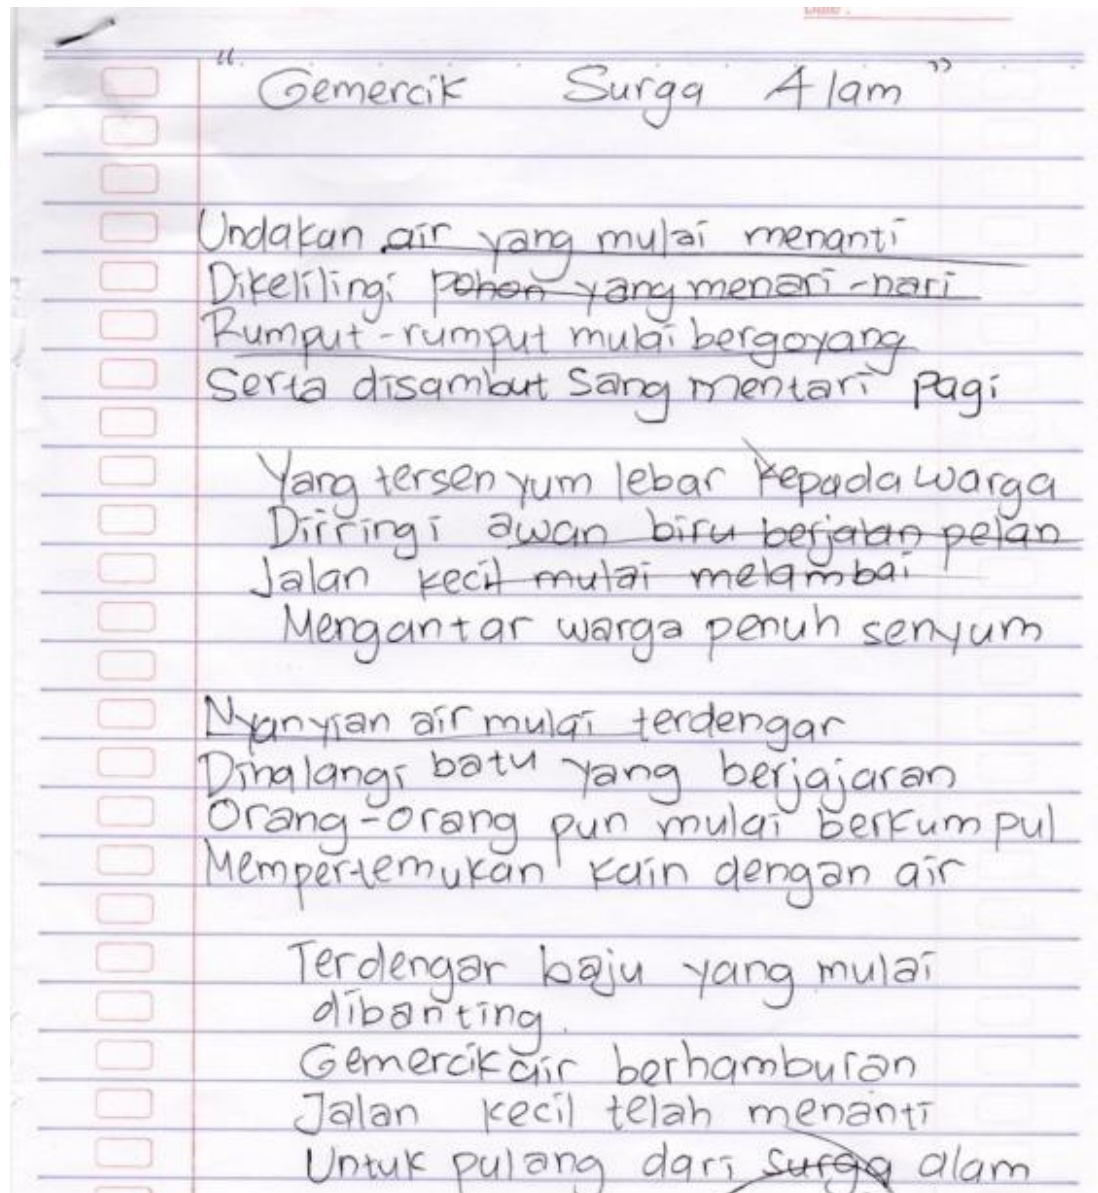 Date:
"Gemercik Surga Alam"
Undakan air yang mulai menanti
Dikelilingi pohon yang menari-nari
Rumput-rumput mulai bergoyang
Serta disambut Sang mentari pagi
Yang tersenyum lebar kepada warga
Diiringi awan biru berjalan pelan
Jalan kecil mulai melambai
Mengantar warga penuh senyum
Nyanyian air mulai terdengar
Dihalangi batu yang berjajaran
Orang-orang pun mulai berkumpul
Mempertemukan kain dengan air
Terdengar baju yang mulai
dibanting.
Gemercik air berhamburan
Jalan kecil telah menanti
Untuk pulang dari surga alam